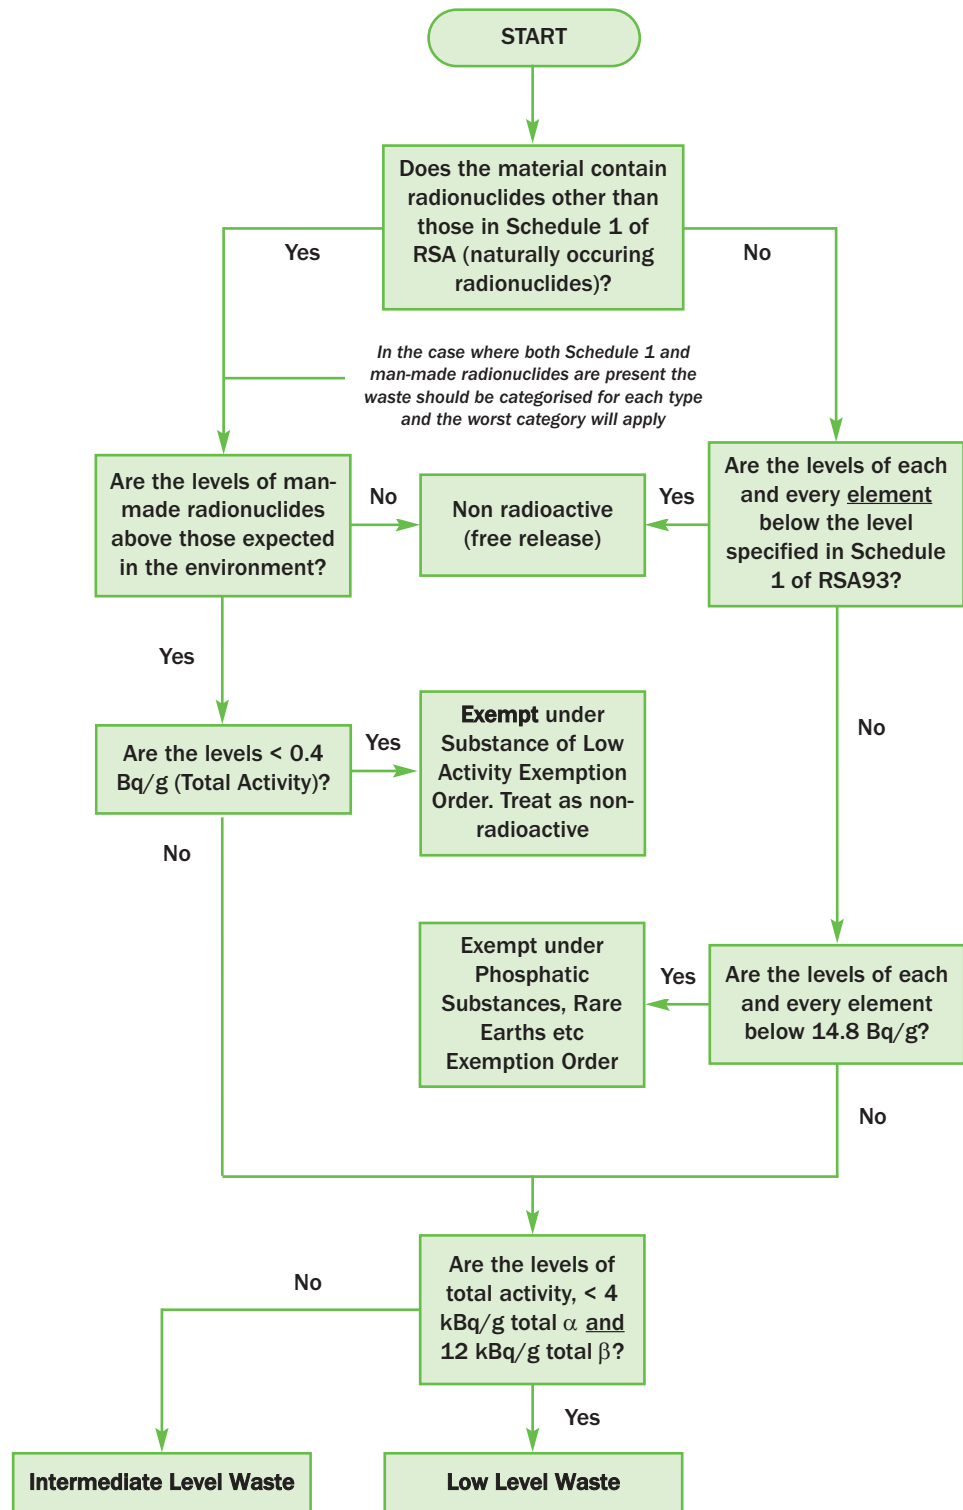 START
Does the material contain
radionuclides other than
those in Schedule 1 of
RSA (naturally occuring
radionuclides)?
Yes
No
In the case where both Schedule 1 and
man-made radionuclides are present the
waste should be categorised for each type
and the worst category will apply
Are the levels of man-
made radionuclides
above those expected
in the environment?
No
Non radioactive
(free release)
Yes
Are the levels of each
and every element
below the level
specified in Schedule
1 of RSA93?
Yes
No
Are the levels < 0.4
Bq/g (Total Activity)?
Yes
Exempt under
Substance of Low
Activity Exemption
Order. Treat as non-
radioactive
No
Exempt under
Phosphatic
Substances, Rare
Earths etc
Exemption Order
Yes
Are the levels of each
and every element
below 14.8 Bq/g?
No
Are the levels of
total activity, < 4
kBq/g total α and
12 kBq/g total β?
No
Yes
Intermediate Level Waste
Low Level Waste